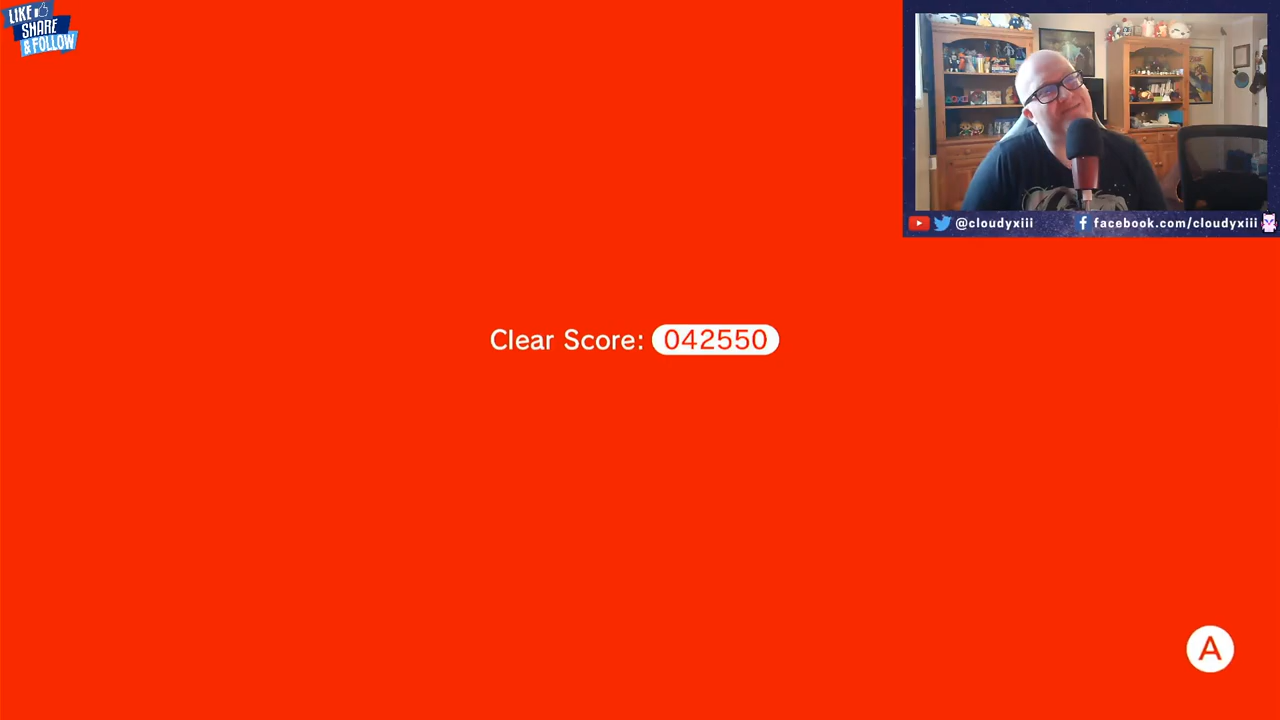 LIKE
SHARE
& FOLLOW
@cloudyxiii
facebook.com/cloudyxiii
Clear Score: 042550
A